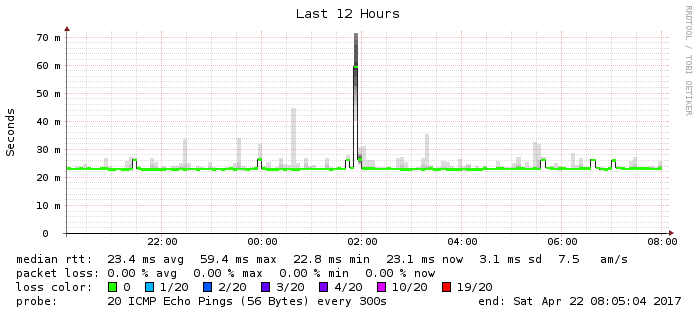 Last 12 Hours
RRDTOOL / TOBI OETIKER
Seconds
70 m
60 m
50 m
40 m
30 m
20 m
10 m
0
22:00 00:00 02:00 04:00 06:00 08:00
median rtt: 23.4 ms avg 59.4 ms max 22.8 ms min 23.1 ms now 3.1 ms sd 7.5 am/s
packet loss: 0.00 % avg 0.00 % max 0.00 % min 0.00 % now
loss color: 0 1/20 2/20 3/20 4/20 10/20 19/20
probe: 20 ICMP Echo Pings (56 Bytes) every 300s end: Sat Apr 22 08:05:04 2017